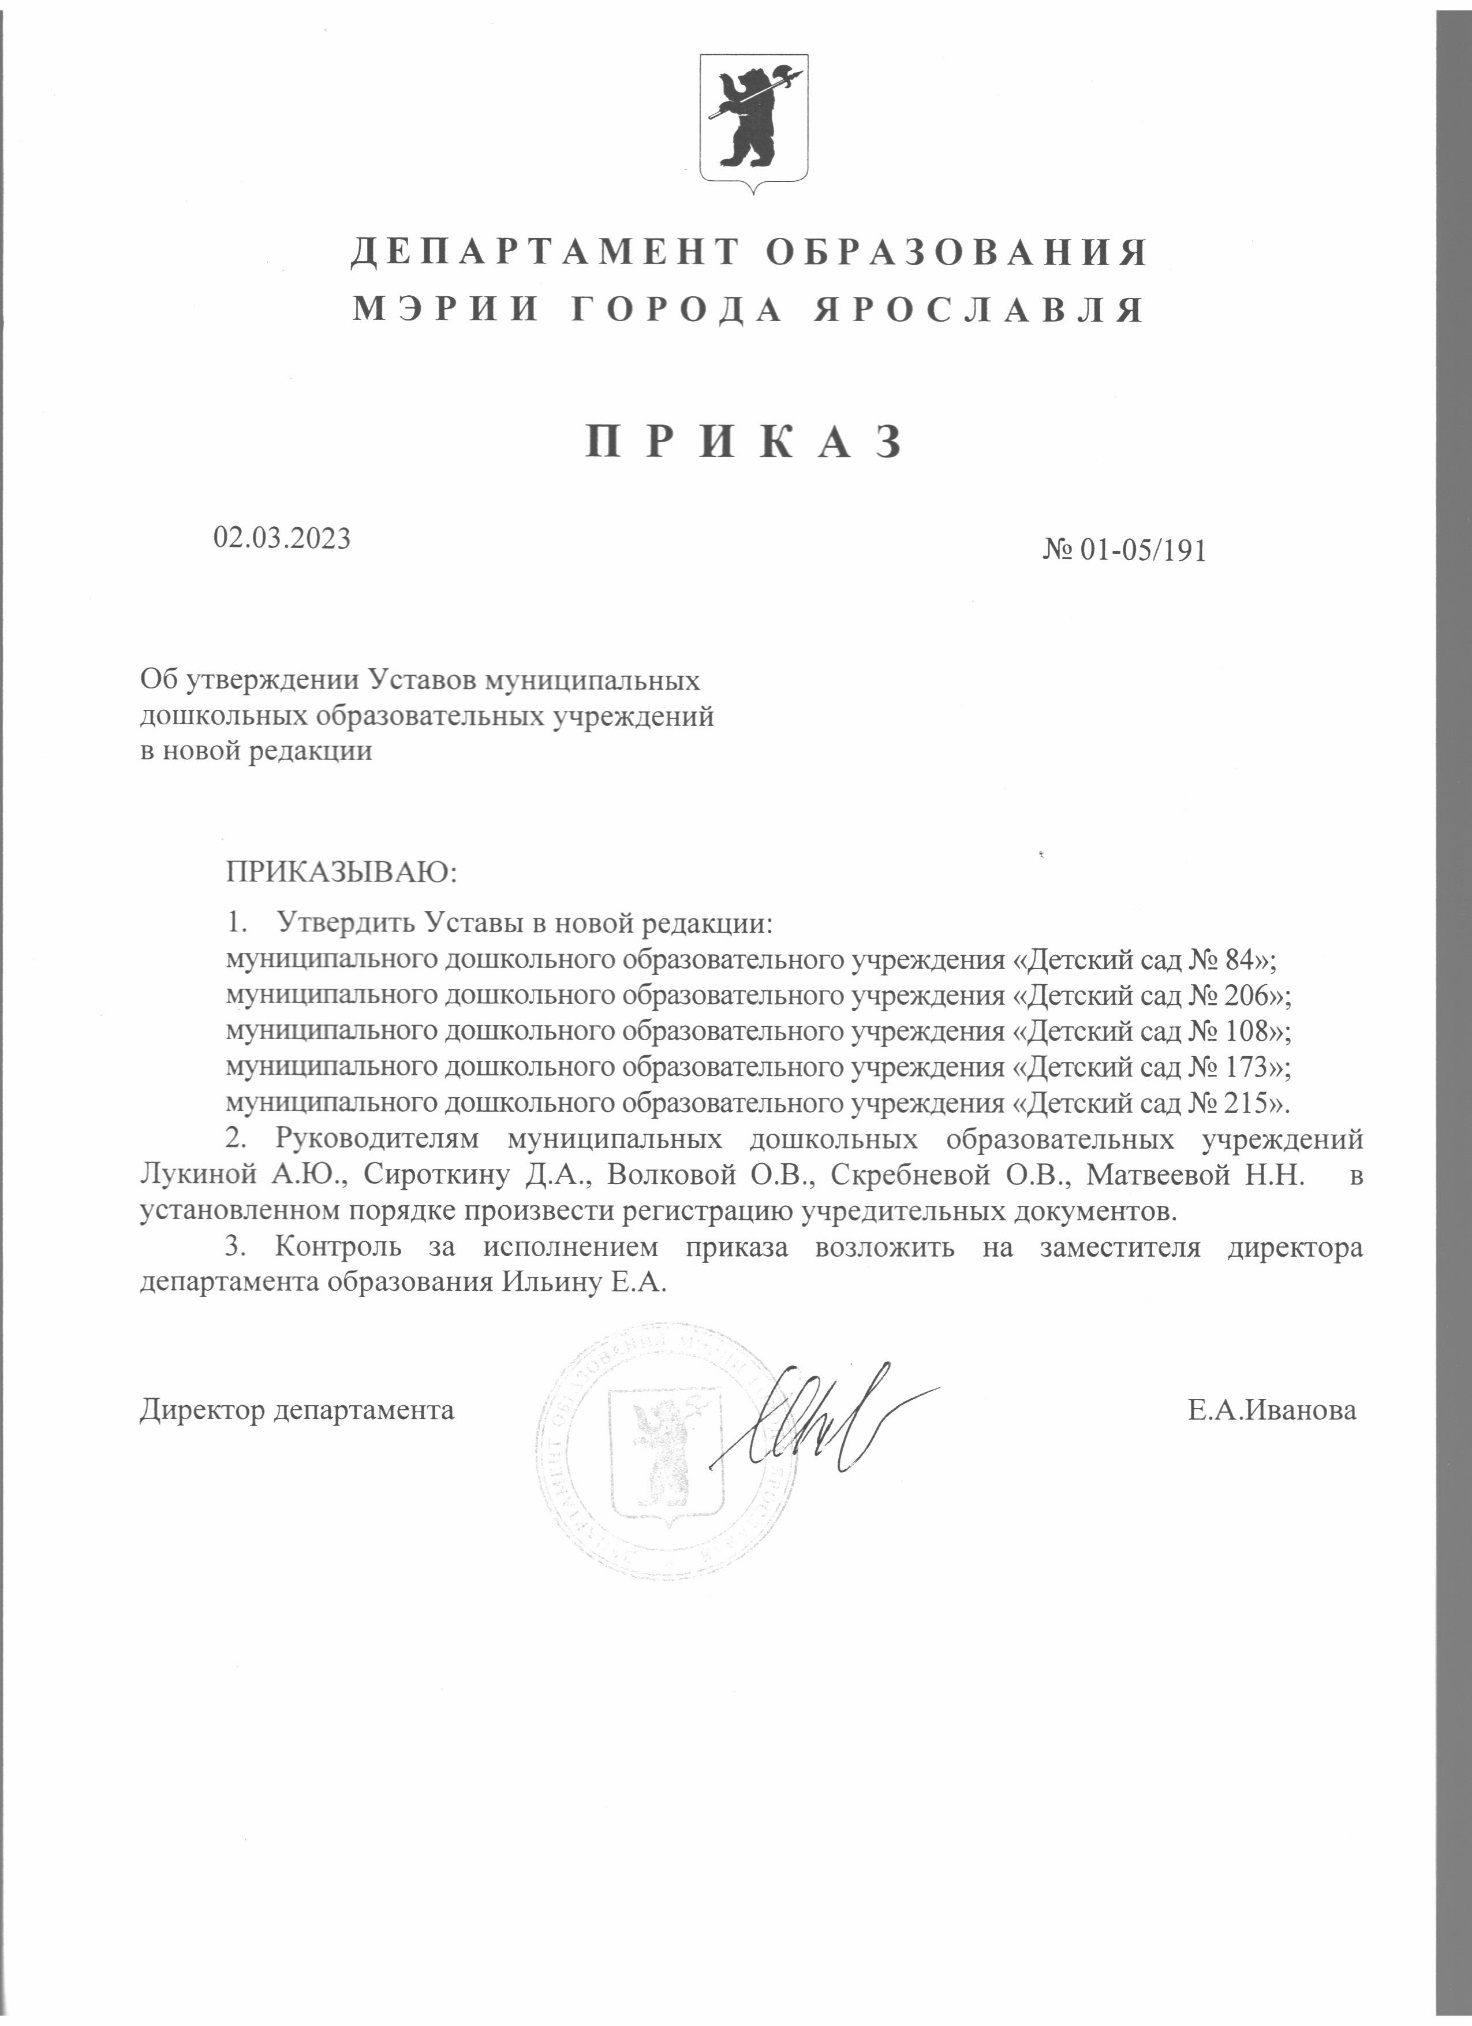 ДЕПАРТАМЕНТ ОБРАЗОВАНИЯ
МЭРИИ ГОРОДА ЯРОСЛАВЛЯ
ПРИКАЗ
02.03.2023
№ 01-05/191
Об утверждении Уставов муниципальных
дошкольных образовательных учреждений
в новой редакции
ПРИКАЗЫВАЮ:
1. Утвердить Уставы в новой редакции:
муниципального дошкольного образовательного учреждения «Детский сад № 84»;
муниципального дошкольного образовательного учреждения «Детский сад № 206»;
муниципального дошкольного образовательного учреждения «Детский сад № 108»;
муниципального дошкольного образовательного учреждения «Детский сад № 173»;
муниципального дошкольного образовательного учреждения «Детский сад № 215».
2. Руководителям муниципальных дошкольных образовательных учреждений
Лукиной А.Ю., Сироткину Д.А., Волковой О.В., Скребневой О.В., Матвеевой Н.Н. в
установленном порядке произвести регистрацию учредительных документов.
3. Контроль за исполнением приказа возложить на заместителя директора
департамента образования Ильину Е.А.
Директор департамента
Е.А.Иванова